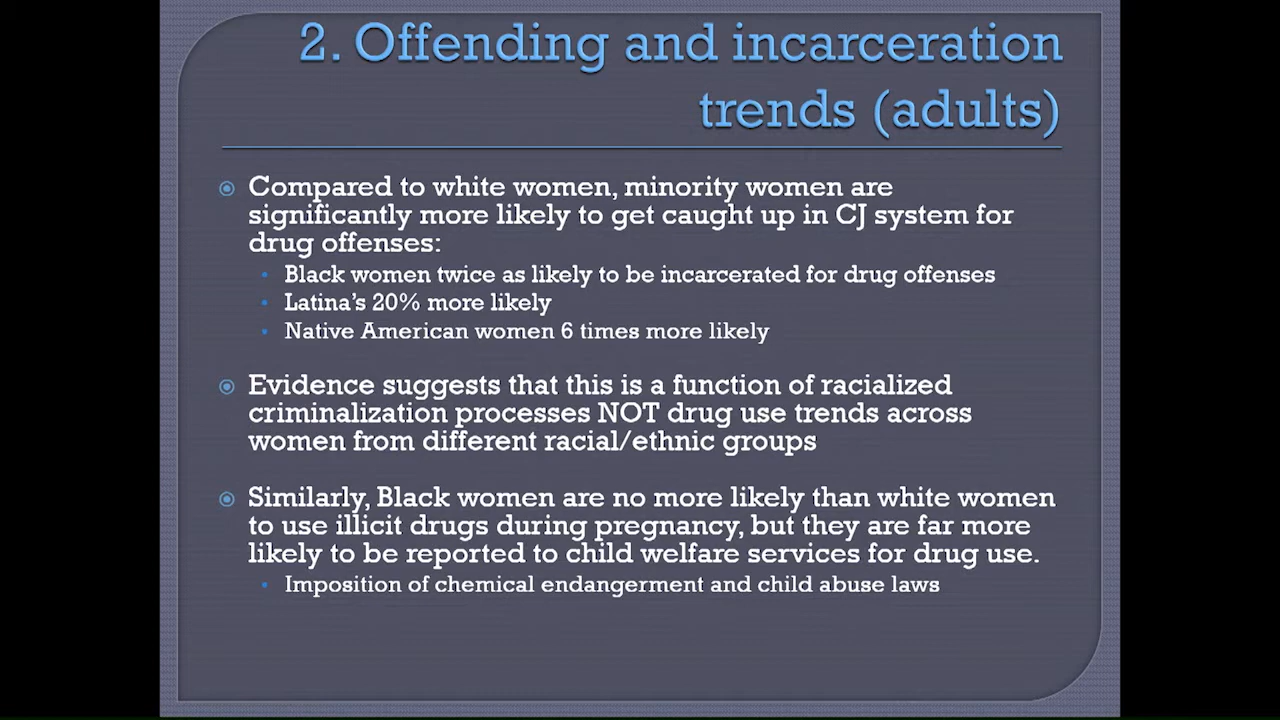 2. Offending and incarceration
trends (adults)
Compared to white women, minority women are
significantly more likely to get caught up in CJ system for
drug offenses:
Black women twice as likely to be incarcerated for drug offenses
Latina's 20% more likely
Native American women 6 times more likely
Evidence suggests that this is a function of racialized
criminalization processes NOT drug use trends across
women from different racial/ethnic groups
Similarly, Black women are no more likely than white women
to use illicit drugs during pregnancy, but they are far more
likely to be reported to child welfare services for drug use.
Imposition of chemical endangerment and child abuse laws